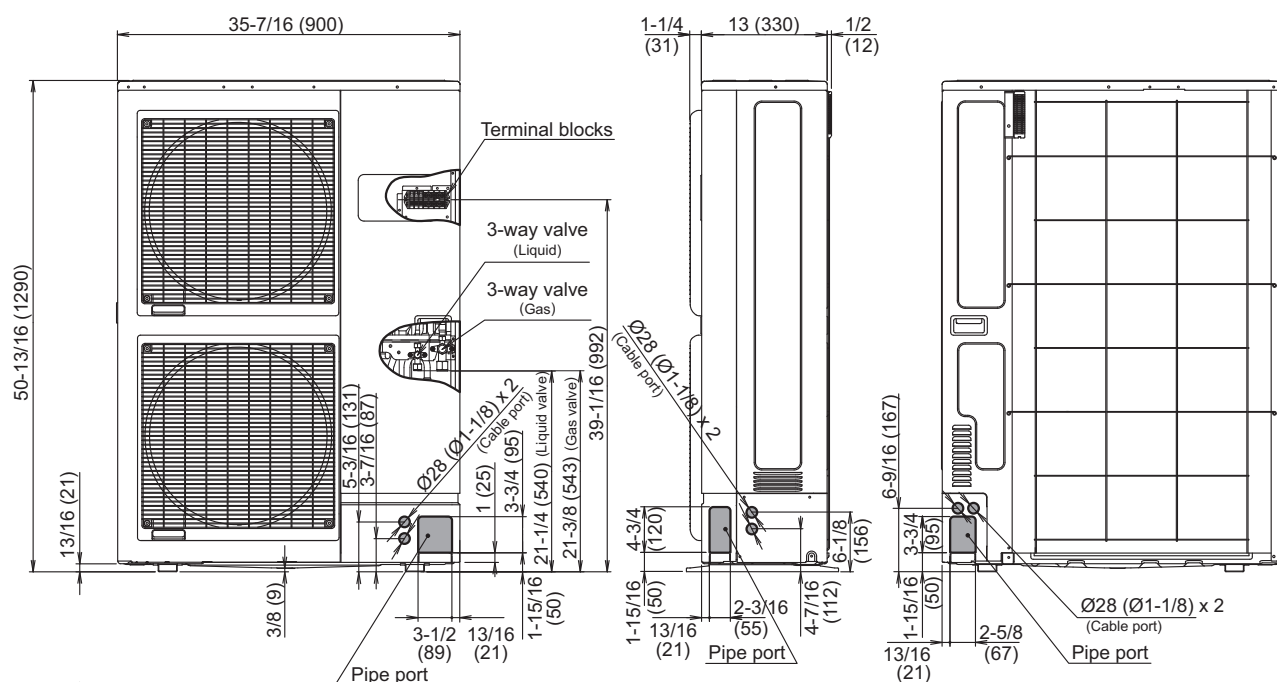 35-7/16 (900)
50-13/16 (1290)
Terminal blocks
3-way valve
(Liquid)
3-way valve
(Gas)
39-1/16 (992)
5-3/16 (131)
3-7/16 (87)
Ø28 (Ø1-1/8) x 2
(Cable port)
3-3/4 (95)
1 (25)
21-1/4 (540) (Liquid valve)
21-3/8 (543) (Gas valve)
13/16 (21)
3/8 (9)
3-1/2
(89)
13/16
(21)
1-15/16
(50)
Pipe port
1-1/4
(31)
13 (330)
1/2
(12)
Ø28 (Ø1-1/8) x 2
(Cable port)
4-3/4
(120)
6-1/8
(156)
1-15/16
(50)
2-3/16
(55)
4-7/16
(112)
13/16
(21)
Pipe port
6-9/16 (167)
3-3/4
(95)
1-15/16
(50)
Ø28 (Ø1-1/8) x 2
(Cable port)
2-5/8
(67)
13/16
(21)
Pipe port